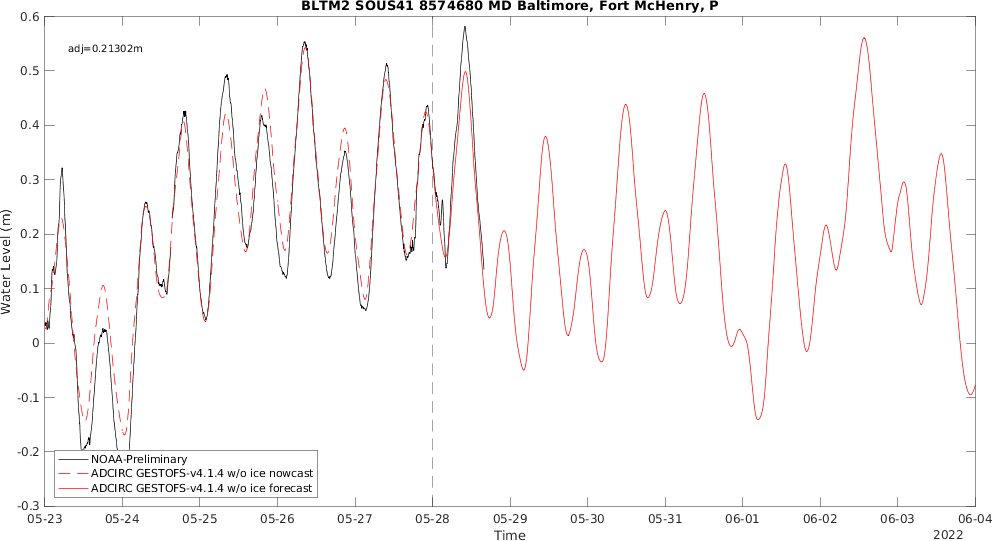 BLTM2 SOUS41 8574680 MD Baltimore, Fort McHenry, P
adj=0.21302m
0.6
0.5
0.4
0.3
0.2
0.1
0
-0.1
-0.2
-0.3
Water Level (m)
NOAA-Preliminary
ADCIRC GESTOFS-v4.1.4 w/o ice nowcast
ADCIRC GESTOFS-v4.1.4 w/o ice forecast
05-23 05-24 05-25 05-26 05-27 05-28 05-29 05-30 05-31 06-01 06-02 06-03 06-04
Time
2022